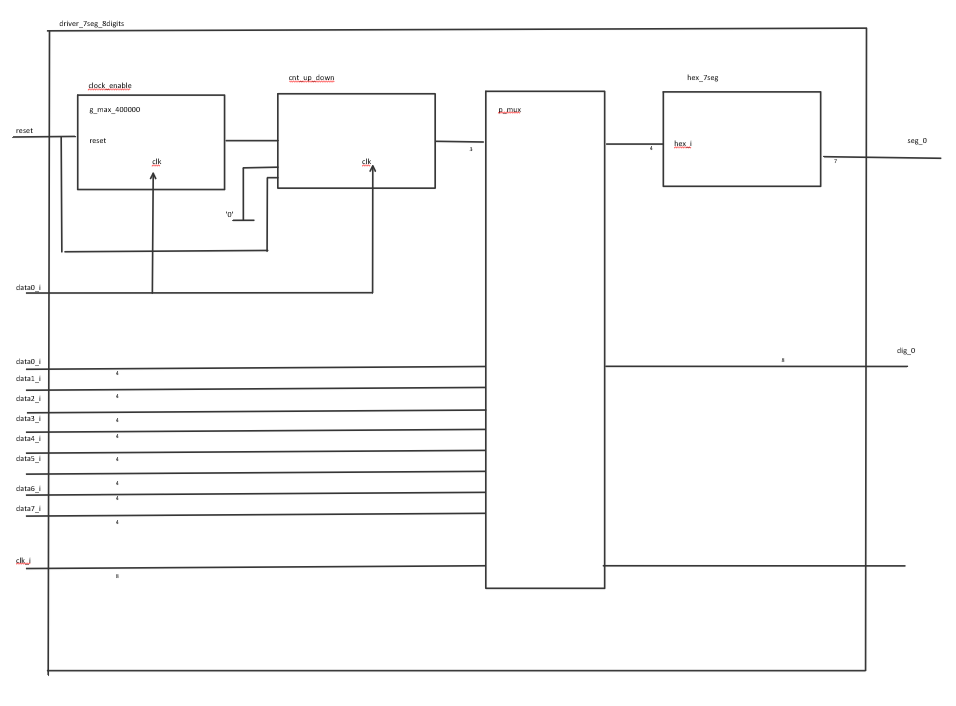 driver_7seg_8digits
clock_enable
cnt_up_down
hex_7seg
g_max_400000
p_mux
reset
reset
clk
clk
3
hex_i
4
seg_0
7
'0'
data0_i
data0_i
4
8
dig_0
data1_i
4
data2_i
4
data3_i
4
data4_i
4
data5_i
4
data6_i
4
data7_i
4
clk_i
8